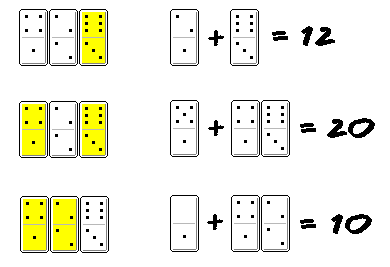 + = 12
+ = 20
+ = 10